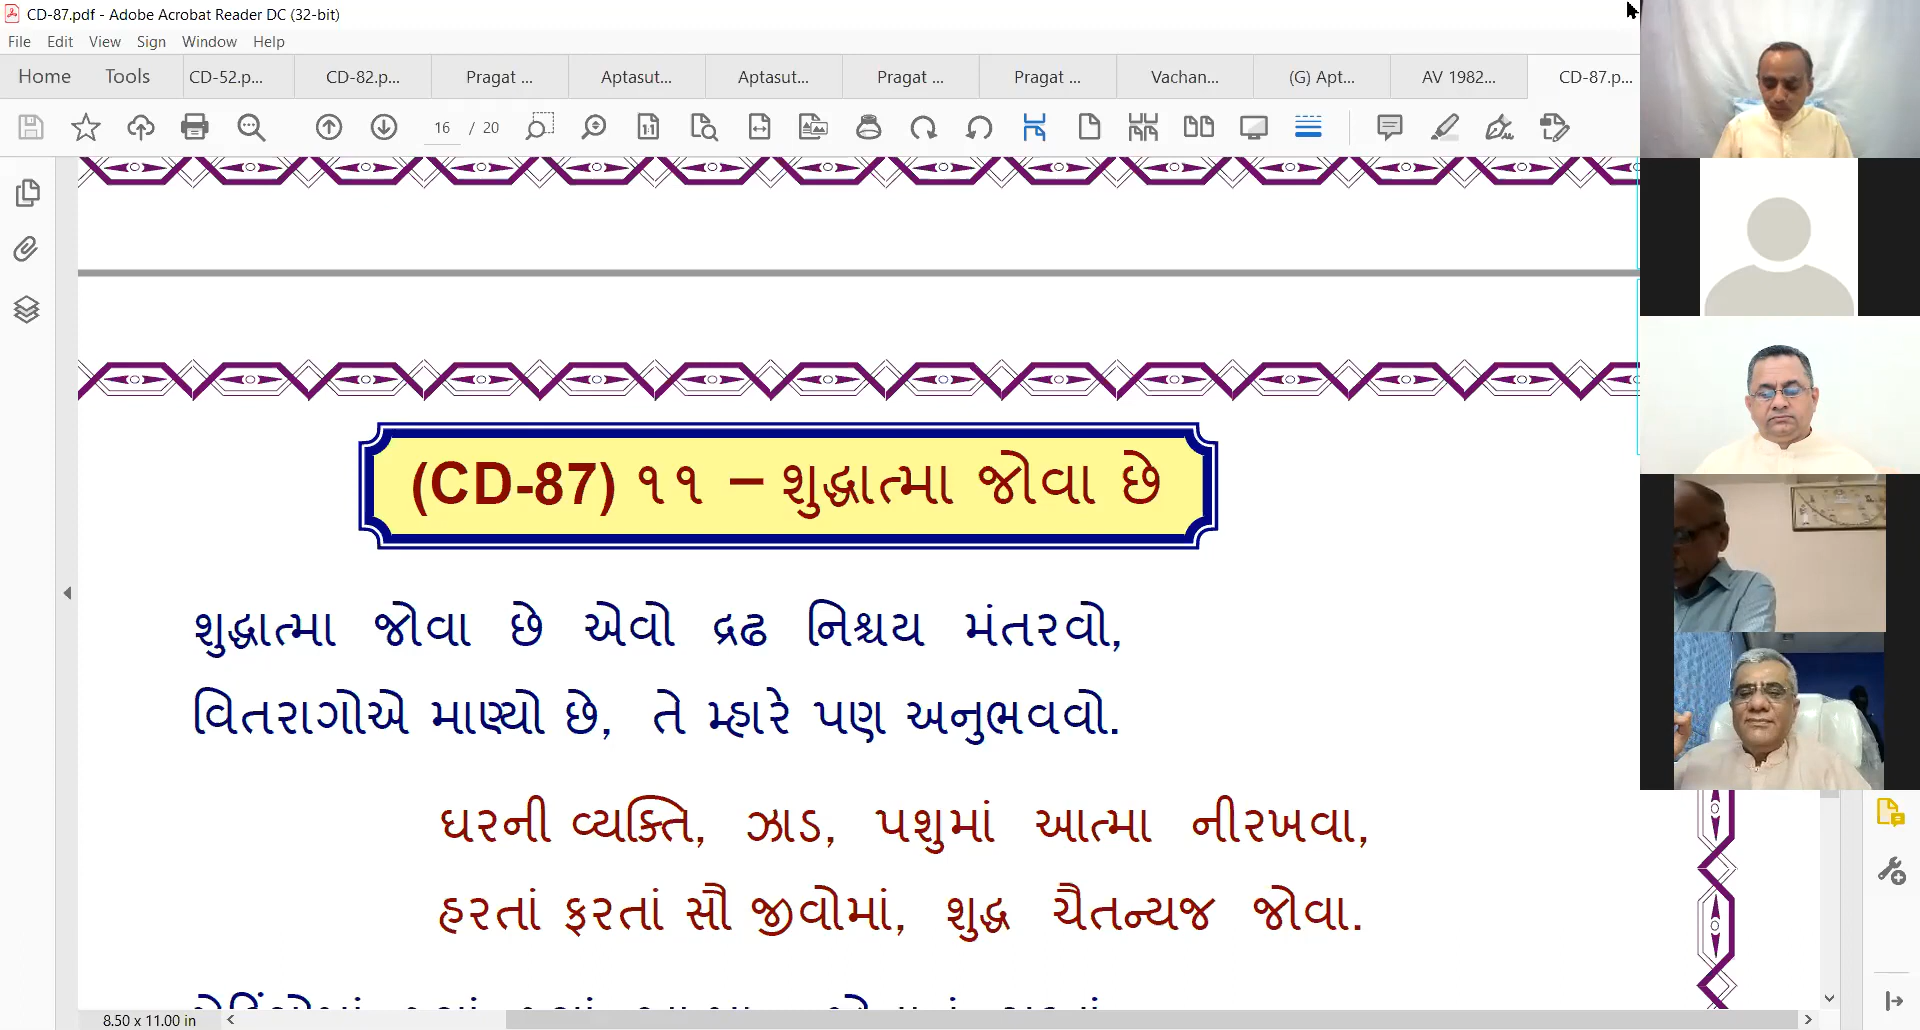 CD-87.pdf - Adobe Acrobat Reader DC (32-bit)
File Edit View Sign Window Help
Home Tools CD-52.p... CD-82.p... Pragat ... Aptasut... Aptasut... Pragat ... Pragat ... Vachan... (G) Apt... AV 1982... CD-87.p...
16 / 20
(CD-87) ૧૧ – શુદ્ધાત્મા જોવા છે
શુદ્ધાત્મા જોવા છે એવો દ્રઢ નિશ્ચય મંતરવો,
વિતરાગોએ માણ્યો છે, તે મ્હારે પણ અનુભવવો.
ઘરની વ્યક્તિ, ઝાડ, પશુમાં આત્મા નીરખવા,
હરતાં ફરતાં સૌ જીવોમાં, શુદ્ધ ચૈતન્યજ જોવા.
8.50 x 11.00 in